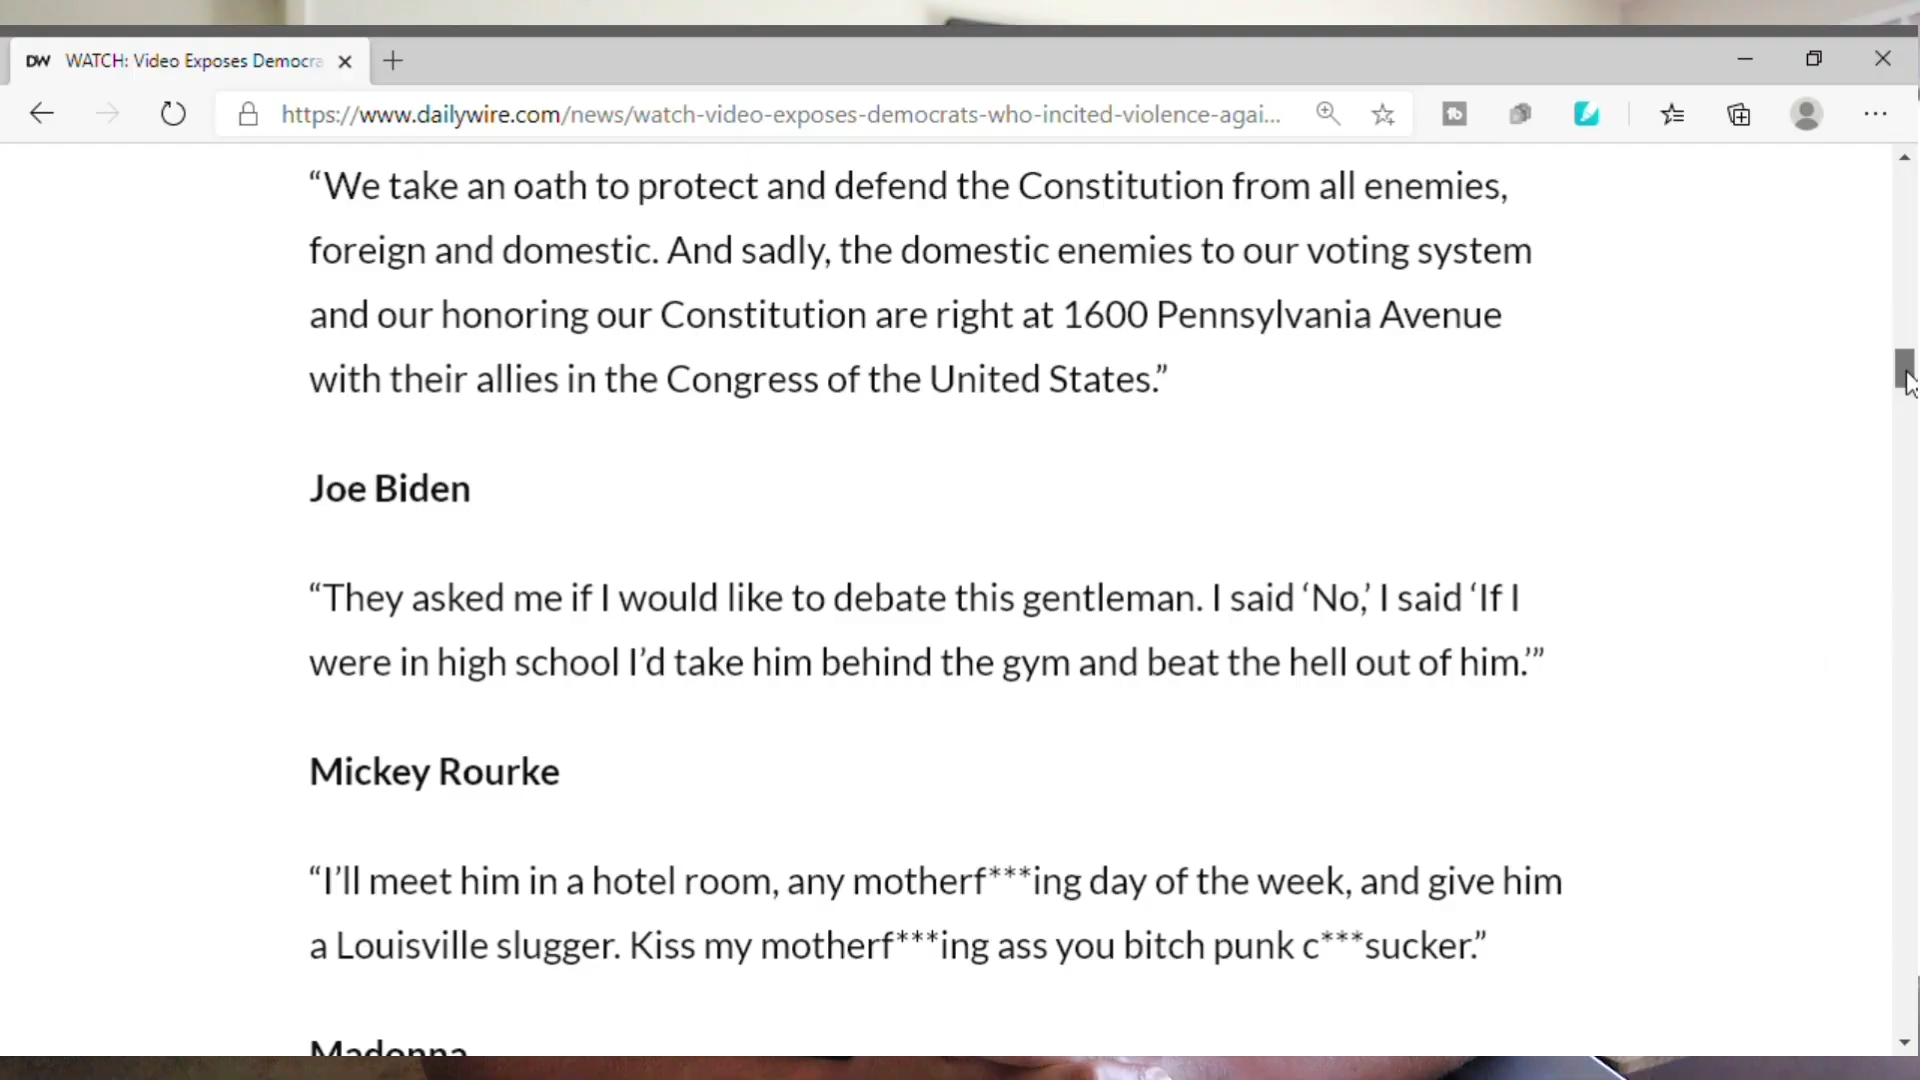 DW WATCH: Video Exposes Democra
https://www.dailywire.com/news/watch-video-exposes-democrats-who-incited-violence-agai...
“We take an oath to protect and defend the Constitution from all enemies,
foreign and domestic. And sadly, the domestic enemies to our voting system
and our honoring our Constitution are right at 1600 Pennsylvania Avenue
with their allies in the Congress of the United States.”
Joe Biden
“They asked me if I would like to debate this gentleman. I said ‘No,’ I said ‘If I
were in high school I’d take him behind the gym and beat the hell out of him.’”
Mickey Rourke
“I’ll meet him in a hotel room, any motherf***ing day of the week, and give him
a Louisville slugger. Kiss my motherf***ing ass you bitch punk c***sucker.”
Madonna